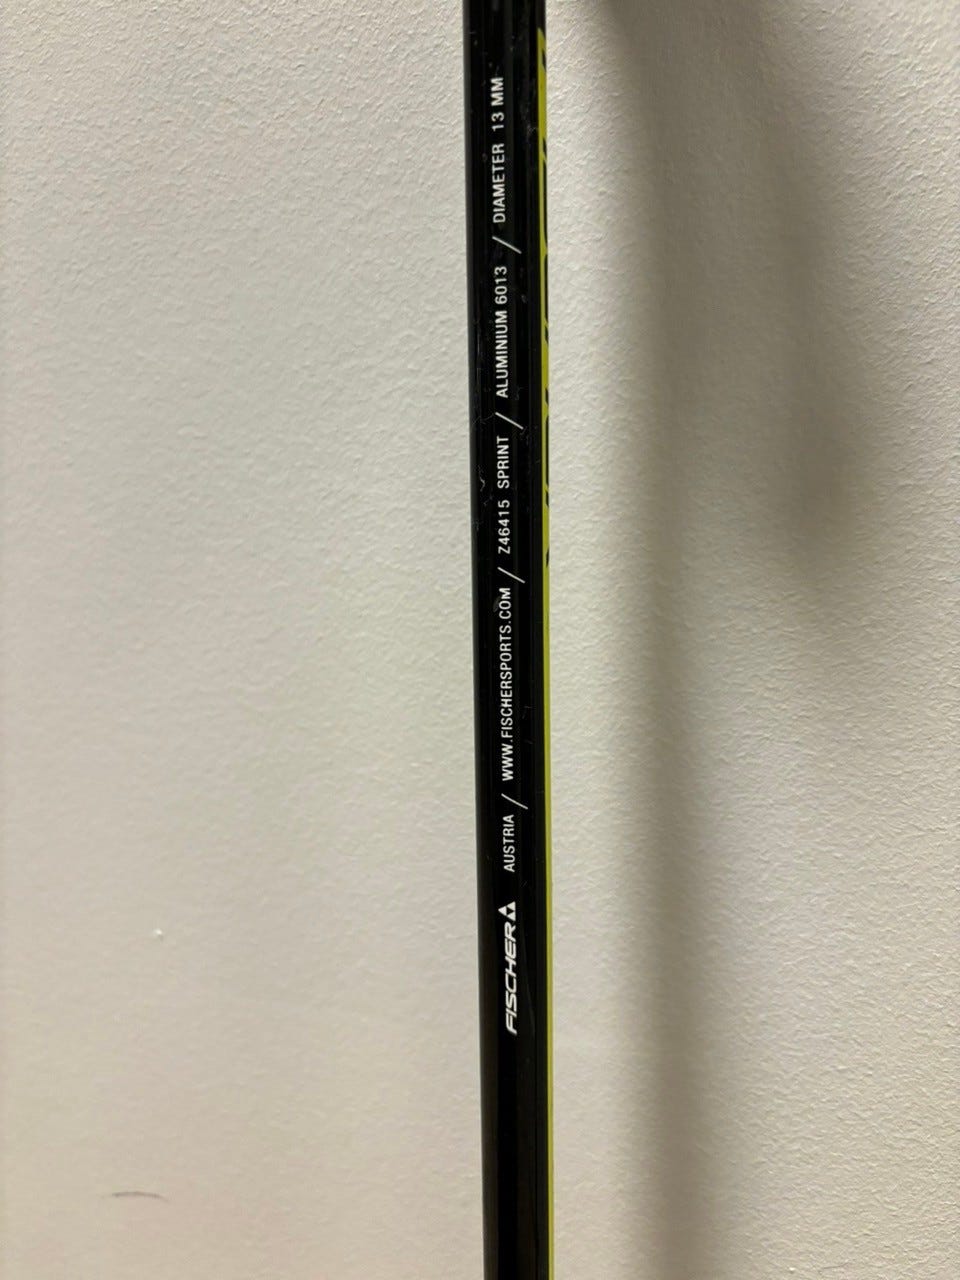 FISCHER AUSTRIA / WWW.FISCHERSPORTS.COM / Z46415 SPRINT / ALUMINIUM 6013 / DIAMETER 13 MM